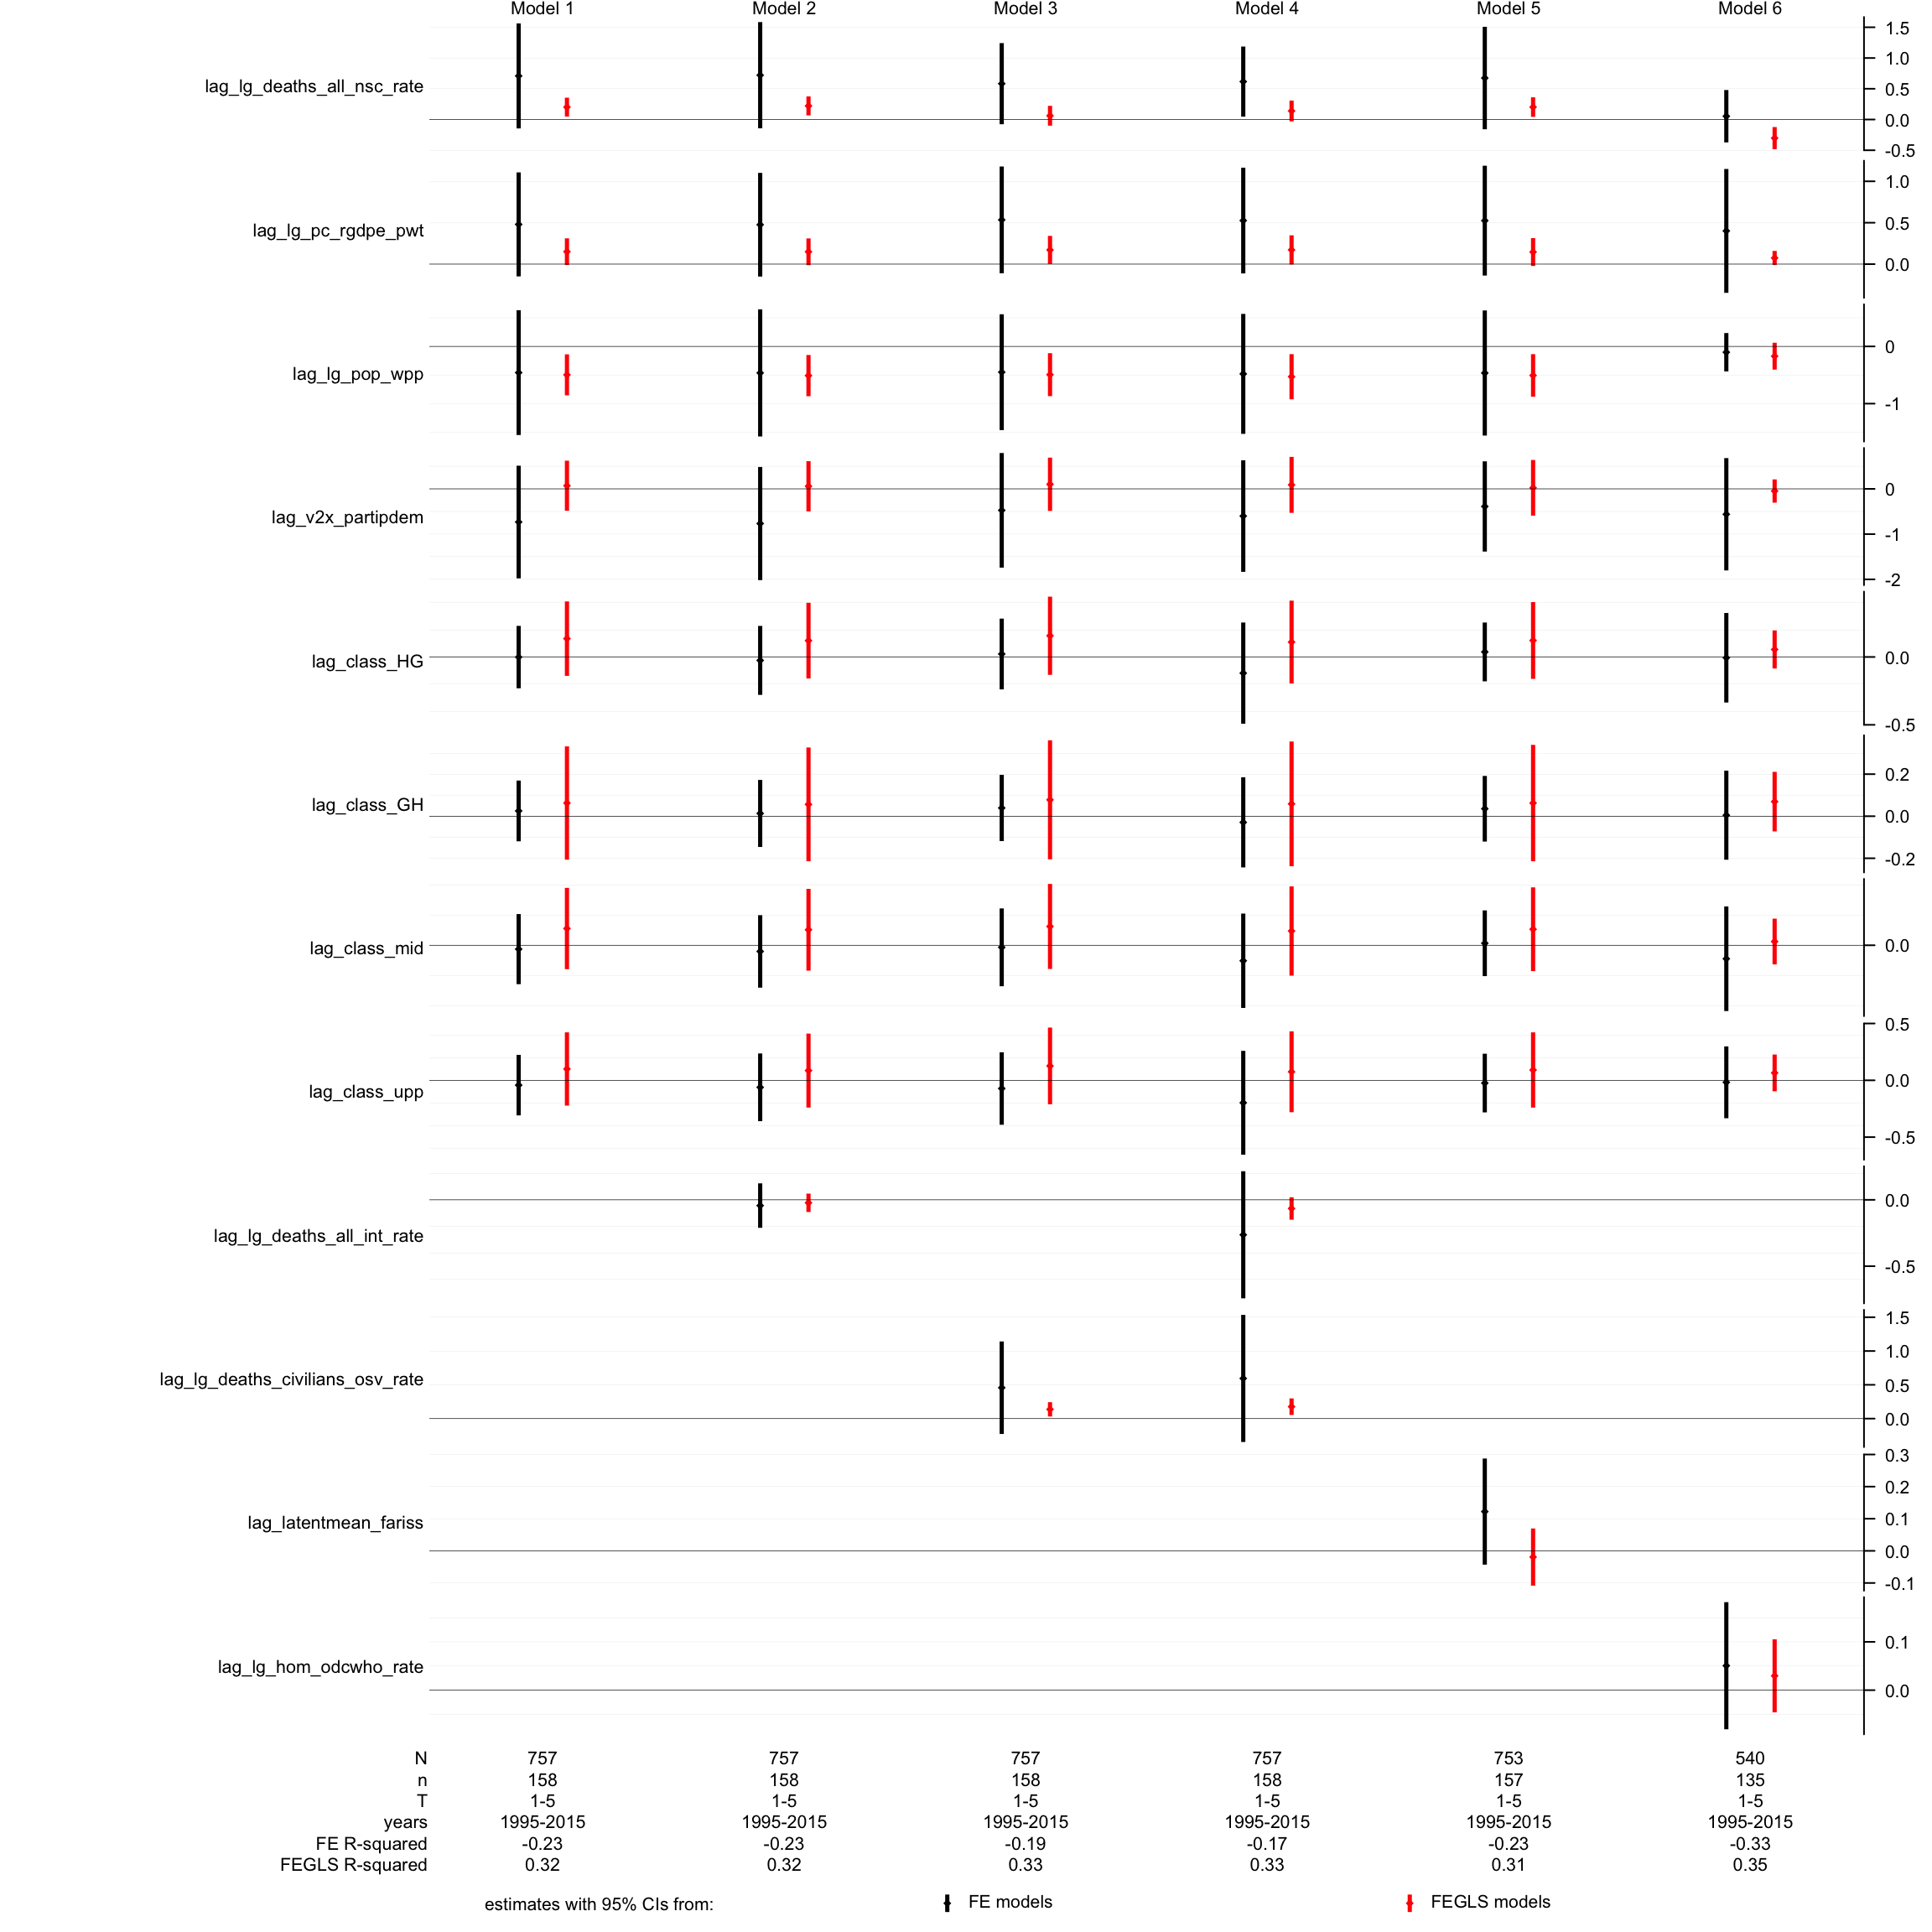 Model 1 Model 2 Model 3 Model 4 Model 5 Model 6
lag_lg_deaths_all_nsc_rate
1.5
1.0
0.5
0.0
-0.5
lag_lg_pc_rgdpe_pwt
1.0
0.5
0.0
lag_lg_pop_wpp
0
-1
lag_v2x_partipdem
0
-1
-2
lag_class_HG
0.0
-0.5
lag_class_GH
0.2
0.0
-0.2
lag_class_mid
0.0
lag_class_upp
0.5
0.0
-0.5
lag_lg_deaths_all_int_rate
0.0
-0.5
lag_lg_deaths_civilians_osv_rate
1.5
1.0
0.5
0.0
lag_latentmean_fariss
0.3
0.2
0.1
0.0
-0.1
lag_lg_hom_odcwho_rate
0.1
0.0
N 757 757 757 757 753 540
n 158 158 158 158 157 135
T 1-5 1-5 1-5 1-5 1-5 1-5
years 1995-2015 1995-2015 1995-2015 1995-2015 1995-2015 1995-2015
FE R-squared -0.23 -0.23 -0.19 -0.17 -0.23 -0.33
FEGLS R-squared 0.32 0.32 0.33 0.33 0.31 0.35
estimates with 95% CIs from: FE models FEGLS models